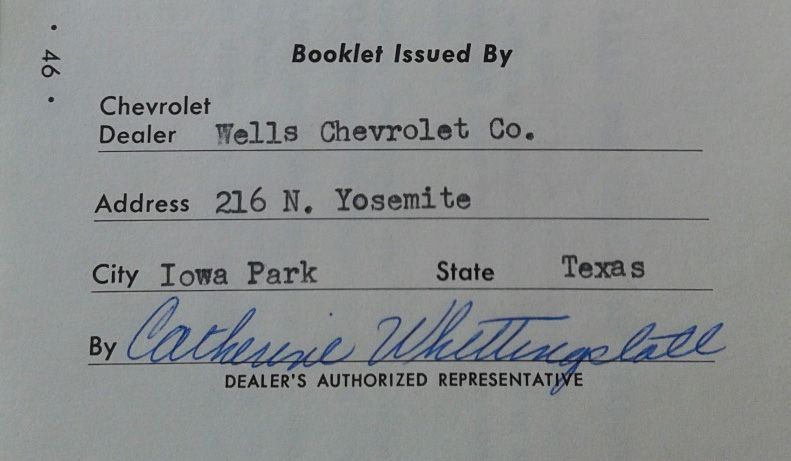 • 46 •
Booklet Issued By
Chevrolet
Dealer Wells Chevrolet Co.
Address 216 N. Yosemite
City Iowa Park State Texas
By Catherine Whittingslall
DEALER'S AUTHORIZED REPRESENTATIVE